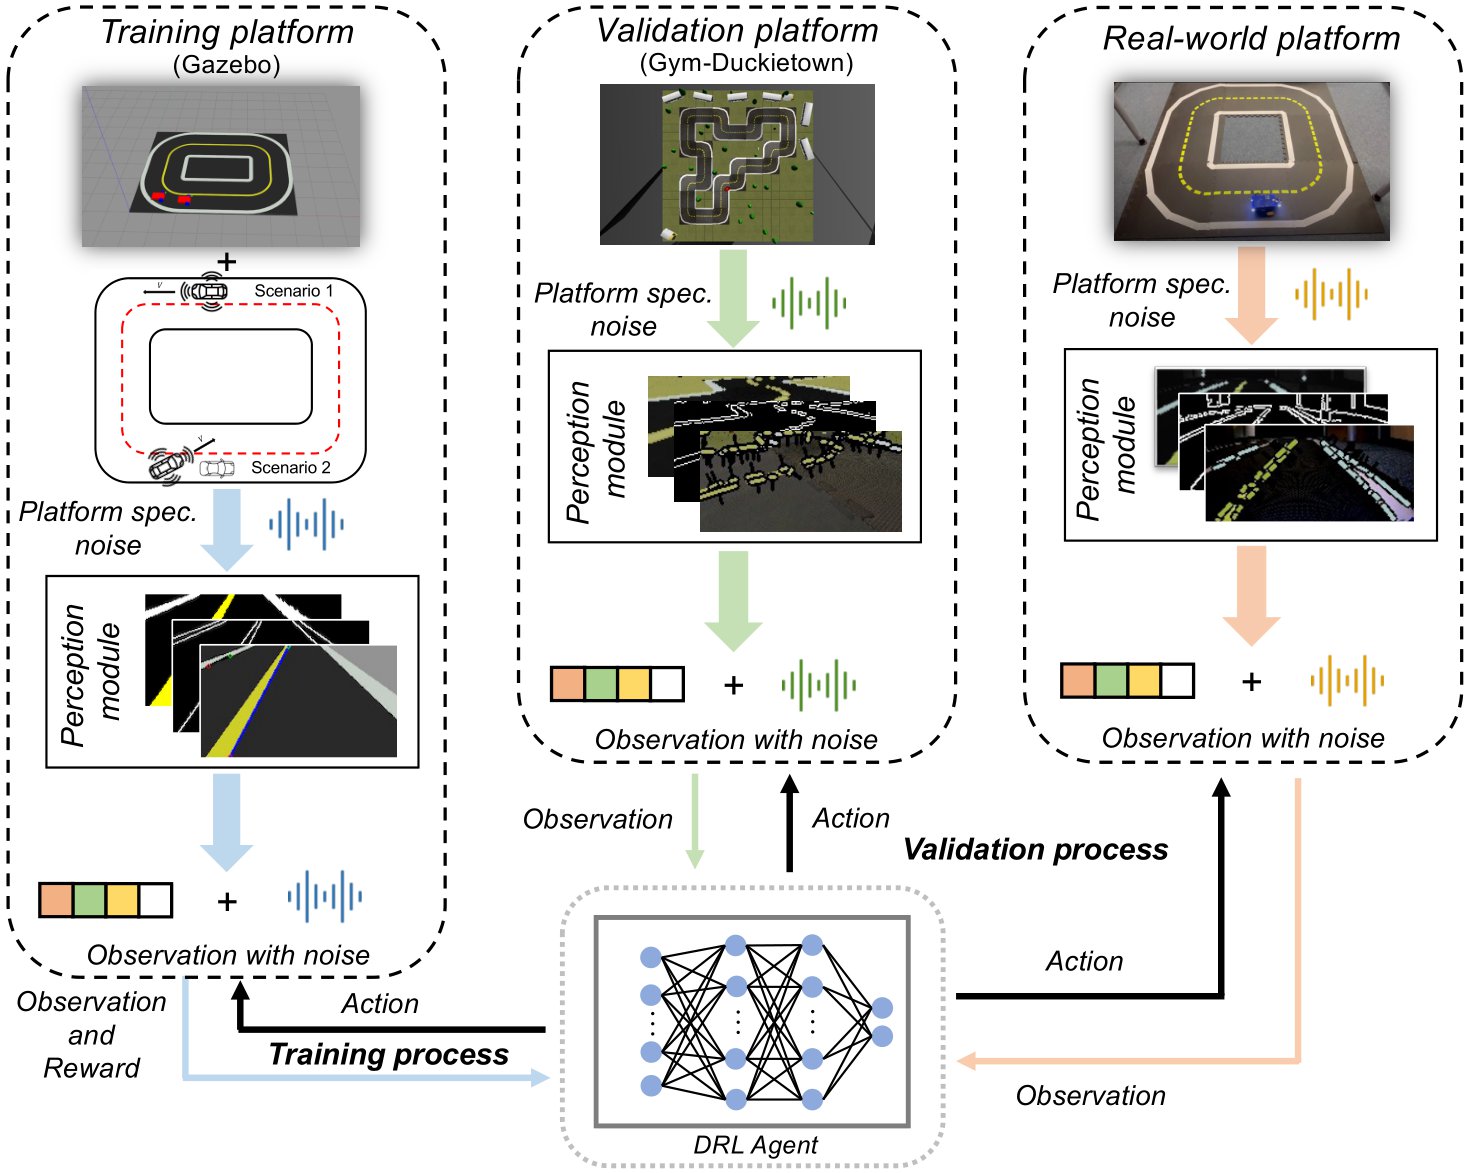 Training platform
(Gazebo)
+
v
Scenario 1
v
Scenario 2
Platform spec.
noise
Perception
module
+
Observation with noise
Observation
and
Reward
Action
Training process
Validation platform
(Gym-Duckietown)
Platform spec.
noise
Perception
module
+
Observation with noise
Observation
Action
Validation process
Real-world platform
Platform spec.
noise
Perception
module
+
Observation with noise
Action
Observation
DRL Agent